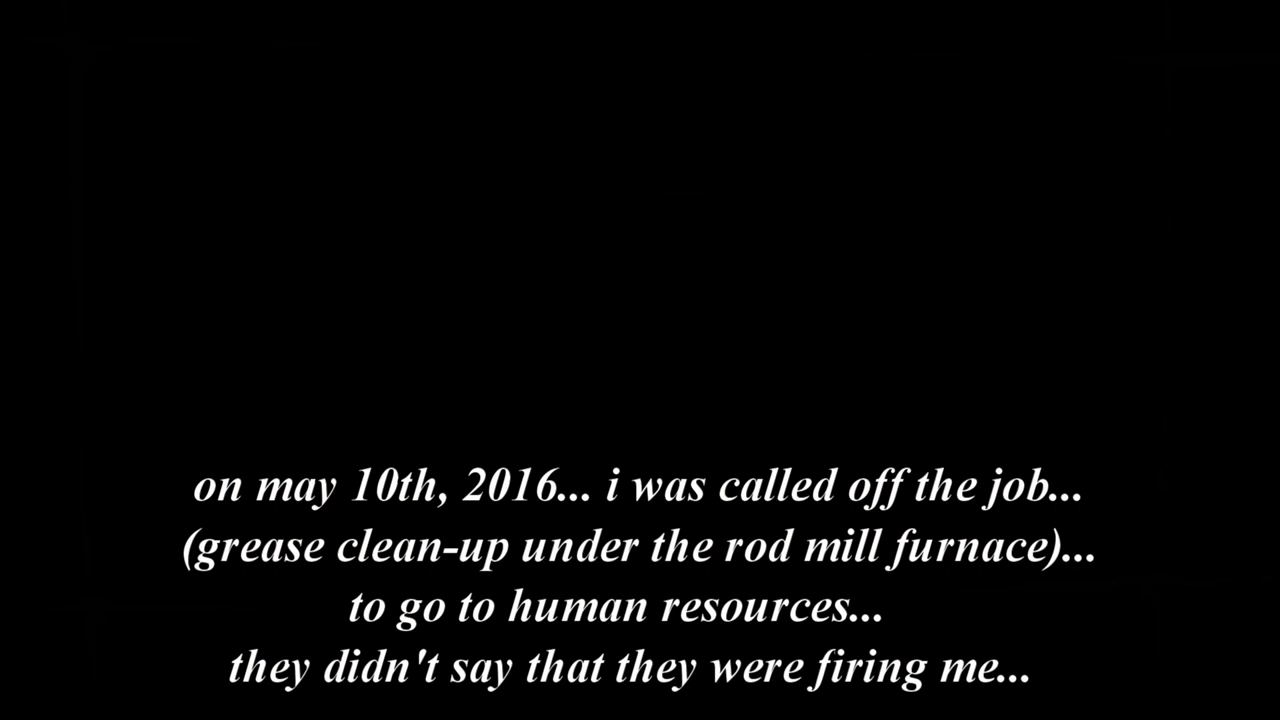 on may 10th, 2016... i was called off the job...
(grease clean-up under the rod mill furnace)...
to go to human resources...
they didn't say that they were firing me...